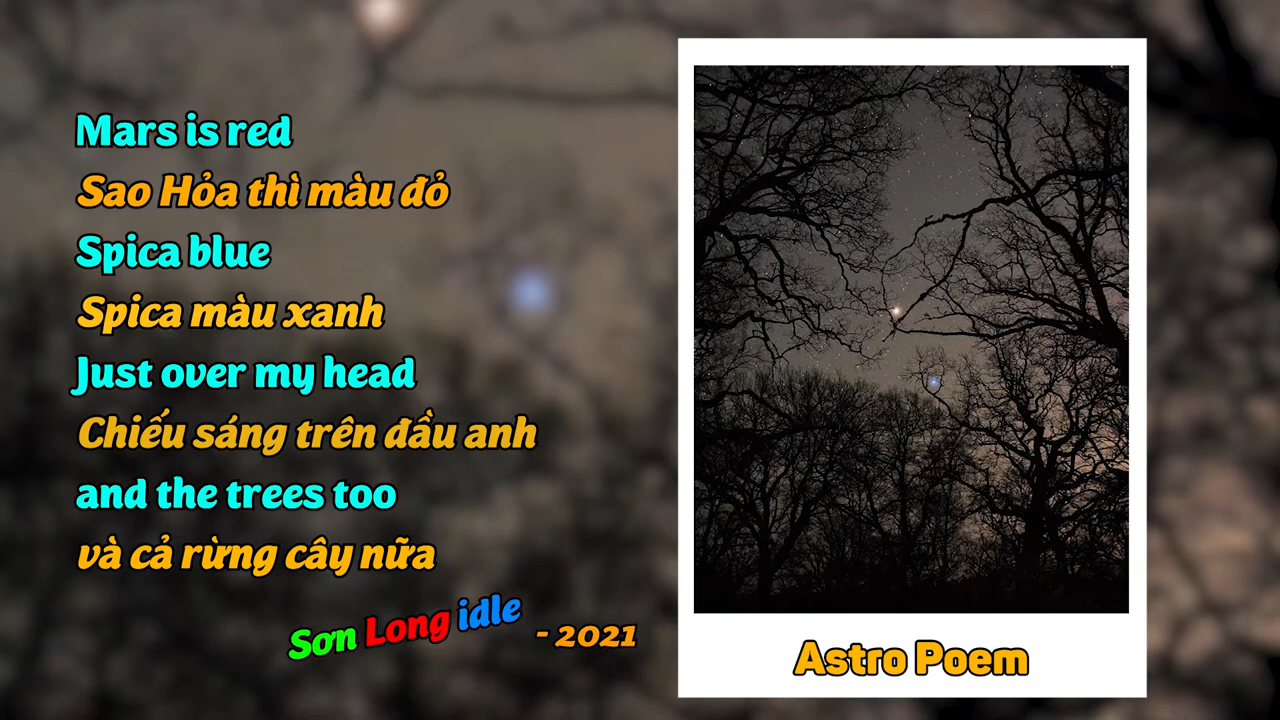 Mars is red
Sao Hỏa thì màu đỏ
Spica blue
Spica màu xanh
Just over my head
Chiếu sáng trên đầu anh
and the trees too
và cả rừng cây nữa
Sơn Long idle - 2021
Astro Poem